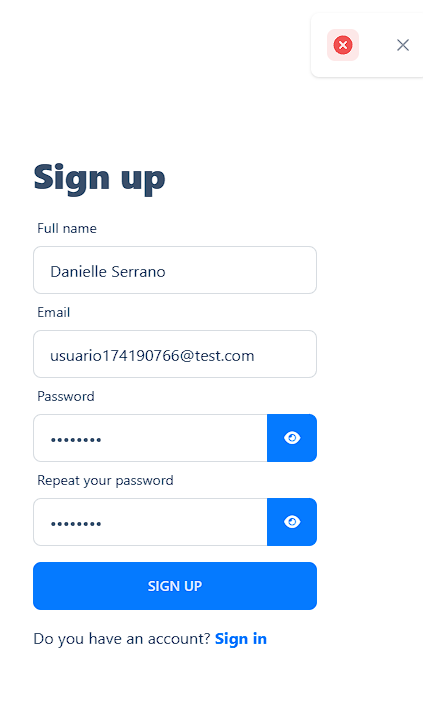 Sign up
Full name
Danielle Serrano
Email
usuario174190766@test.com
Password
••••••••
Repeat your password
••••••••
SIGN UP
Do you have an account? Sign in